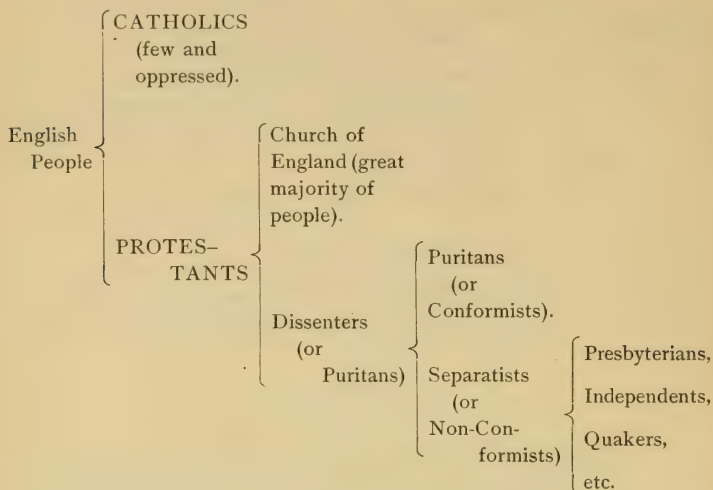 CATHOLICS
(few and
oppressed).
English
People
PROTES-
TANTS
Church of
England (great
majority of
people).
Dissenters
(or
Puritans)
Puritans
(or
Conformists).
Separatists
(or
Non-Con-
formists)
Presbyterians,
Independents,
Quakers,
etc.